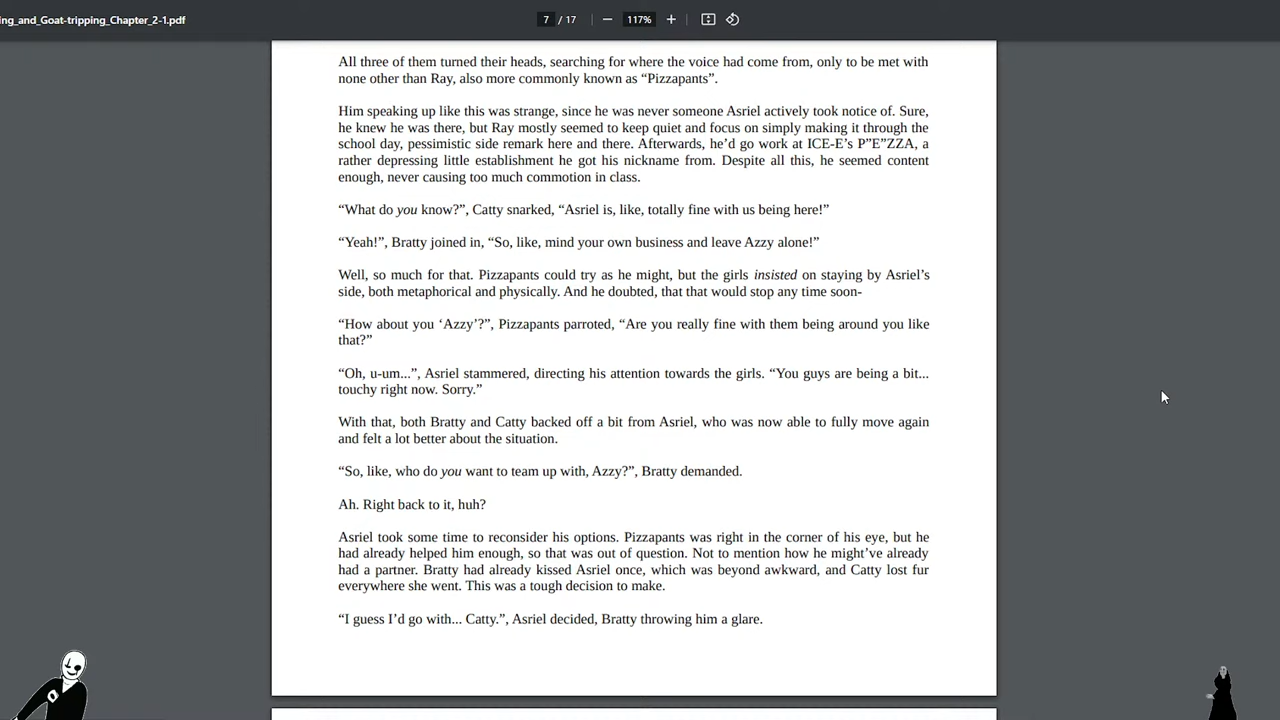 ing_and_Goat-tripping_Chapter_2-1.pdf
7 / 17
117%
All three of them turned their heads, searching for where the voice had come from, only to be met with
none other than Ray, also more commonly known as “Pizzapants”.
Him speaking up like this was strange, since he was never someone Asriel actively took notice of. Sure,
he knew he was there, but Ray mostly seemed to keep quiet and focus on simply making it through the
school day, pessimistic side remark here and there. Afterwards, he’d go work at ICE-E’s P”E”ZZA, a
rather depressing little establishment he got his nickname from. Despite all this, he seemed content
enough, never causing too much commotion in class.
“What do you know?”, Catty snarked, “Asriel is, like, totally fine with us being here!”
“Yeah!”, Bratty joined in, “So, like, mind your own business and leave Azzy alone!”
Well, so much for that. Pizzapants could try as he might, but the girls insisted on staying by Asriel’s
side, both metaphorical and physically. And he doubted, that that would stop any time soon-
“How about you ‘Azzy’?”, Pizzapants parroted, “Are you really fine with them being around you like
that?”
“Oh, u-um...”, Asriel stammered, directing his attention towards the girls. “You guys are being a bit...
touchy right now. Sorry.”
With that, both Bratty and Catty backed off a bit from Asriel, who was now able to fully move again
and felt a lot better about the situation.
“So, like, who do you want to team up with, Azzy?”, Bratty demanded.
Ah. Right back to it, huh?
Asriel took some time to reconsider his options. Pizzapants was right in the corner of his eye, but he
had already helped him enough, so that was out of question. Not to mention how he might’ve already
had a partner. Bratty had already kissed Asriel once, which was beyond awkward, and Catty lost fur
everywhere she went. This was a tough decision to make.
“I guess I’d go with... Catty.”, Asriel decided, Bratty throwing him a glare.